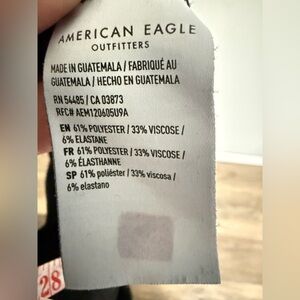 AMERICAN EAGLE
OUTFITTERS
MADE IN GUATEMALA / FABRIQUÉ AU
GUATEMALA / HECHO EN GUATEMALA
RN 54485 / CA 03873
RFC# AEM120605U9A
EN 61% POLYESTER / 33% VISCOSE /
6% ELASTANE
FR 61% POLYESTER / 33% VISCOSE /
6% ÉLASTHANNE
SP 61% poliéster / 33% viscosa /
6% elastano
28